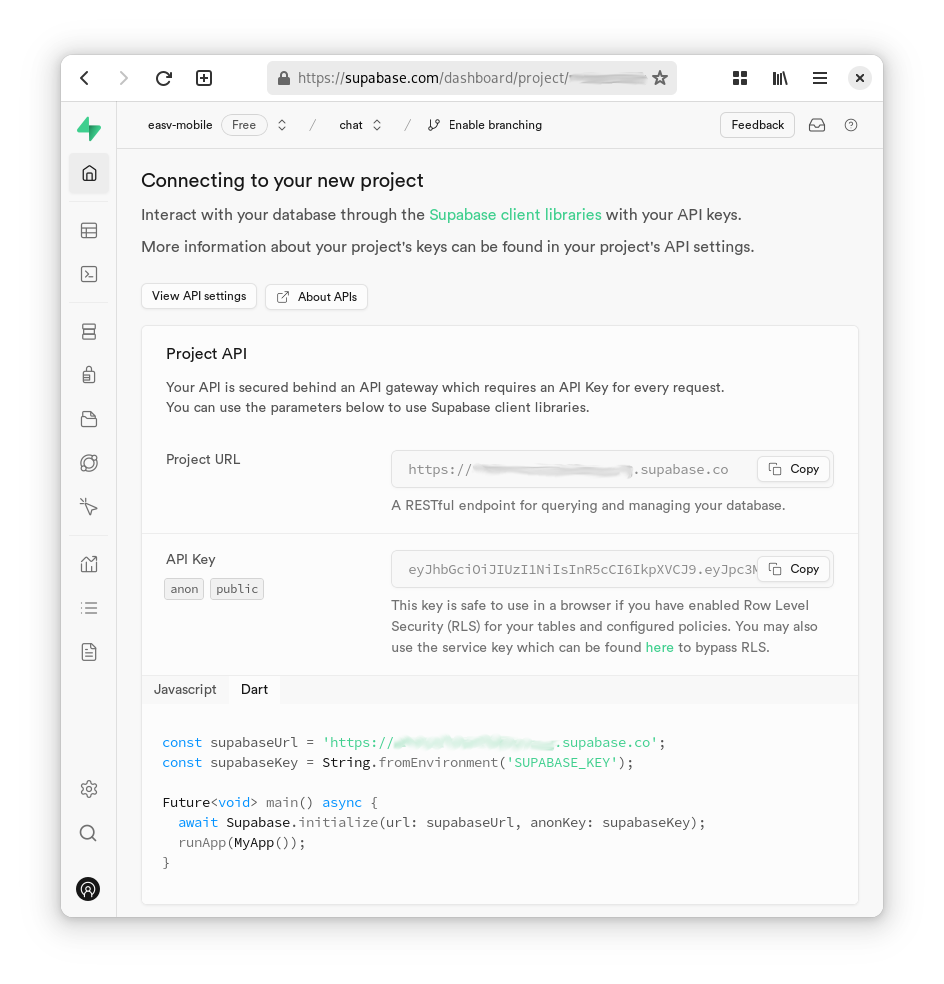 https://supabase.com/dashboard/project/
easv-mobile Free / chat / Enable branching Feedback
Connecting to your new project
Interact with your database through the Supabase client libraries with your API keys.
More information about your project's keys can be found in your project's API settings.
View API settings About APIs
Project API
Your API is secured behind an API gateway which requires an API Key for every request.
You can use the parameters below to use Supabase client libraries.
Project URL https:// .supabase.co Copy
A RESTful endpoint for querying and managing your database.
API Key eyJhbGciOiJIUzI1NiIsInR5cCI6IkpXVCJ9.eyJpc3M Copy
anon public
This key is safe to use in a browser if you have enabled Row Level
Security (RLS) for your tables and configured policies. You may also
use the service key which can be found here to bypass RLS.
Javascript Dart
const supabaseUrl = 'https:// .supabase.co';
const supabaseKey = String.fromEnvironment('SUPABASE_KEY');
Future<void> main() async {
await Supabase.initialize(url: supabaseUrl, anonKey: supabaseKey);
runApp(MyApp());
}